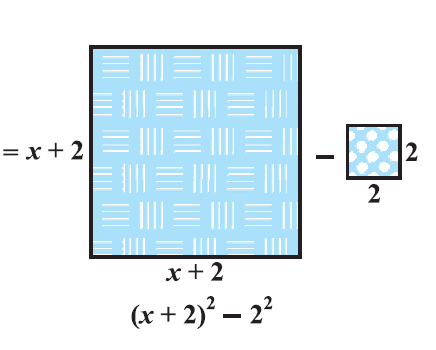 = x + 2
− 2
2
x + 2
(x + 2)² − 2²